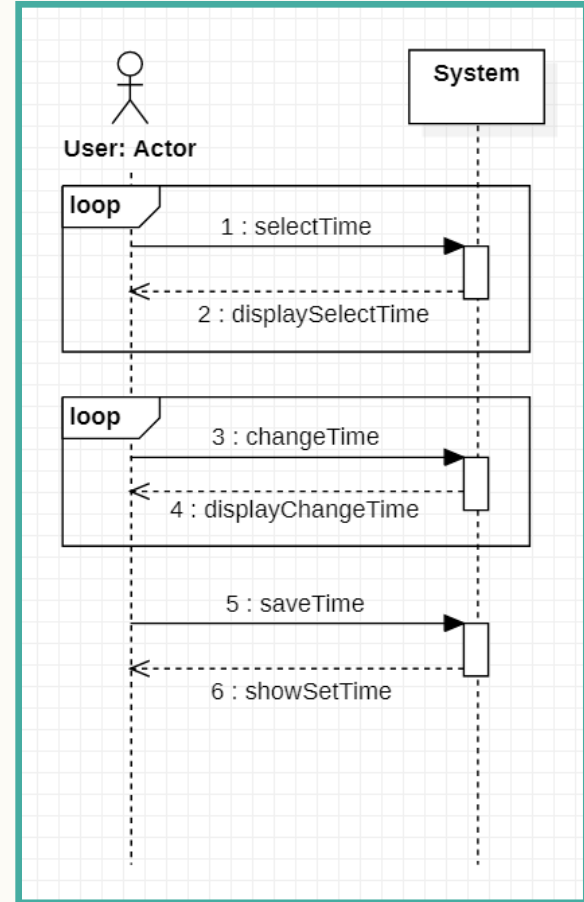 System
User: Actor
loop
1 : selectTime
2 : displaySelectTime
loop
3 : changeTime
4 : displayChangeTime
5 : saveTime
6 : showSetTime